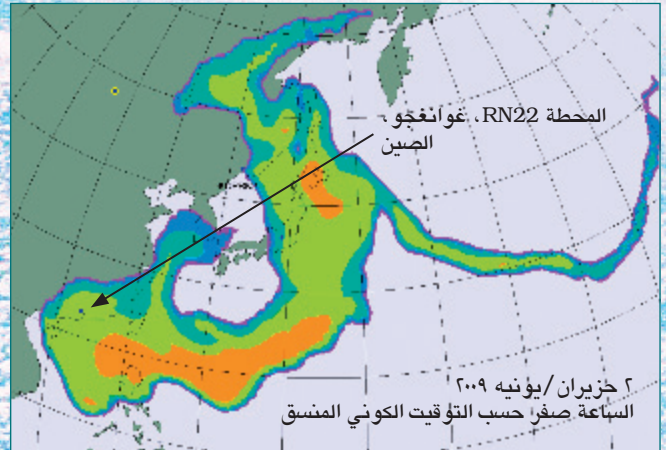 المحطة RN22، غوانغجو،
الصين
٢ حزيران/يونيه ٢٠٠٩
الساعة صفر حسب التوقيت الكوني المنسق